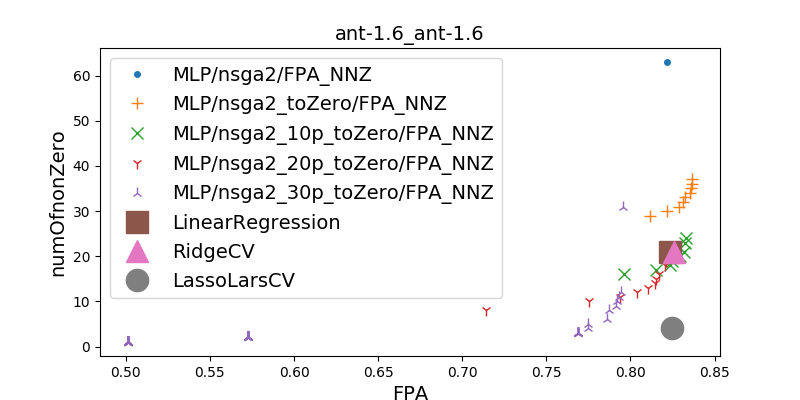 ant-1.6_ant-1.6
numOfnonZero
60
50
40
30
20
10
0
MLP/nsga2/FPA_NNZ
MLP/nsga2_toZero/FPA_NNZ
MLP/nsga2_10p_toZero/FPA_NNZ
MLP/nsga2_20p_toZero/FPA_NNZ
MLP/nsga2_30p_toZero/FPA_NNZ
LinearRegression
RidgeCV
LassoLarsCV
0.50 0.55 0.60 0.65 0.70 0.75 0.80 0.85
FPA